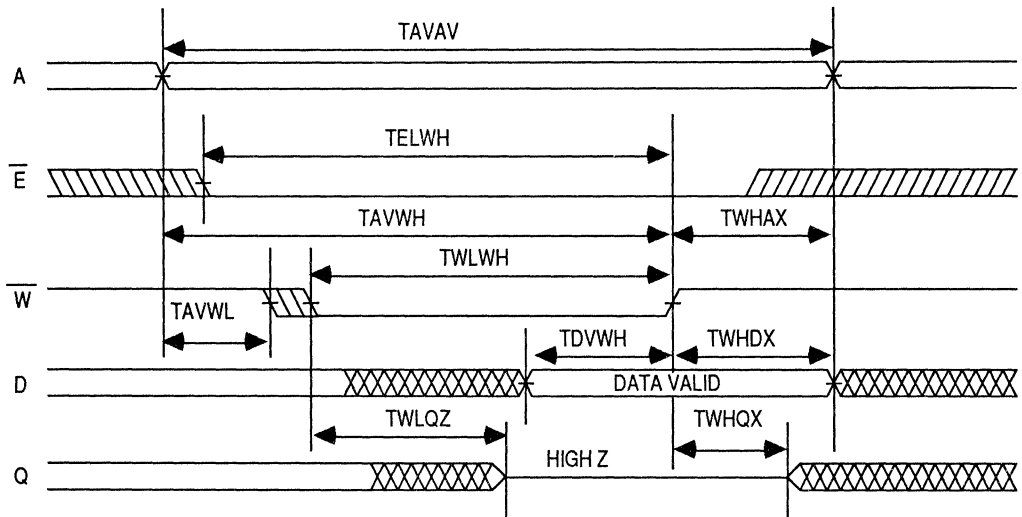 TAVAV
A
TELWH
E
TAVWH
TWHAX
TWLWH
W
TAVWL
TDVWH
TWHDX
D
DATA VALID
TWLQZ
TWHQX
HIGH Z
Q